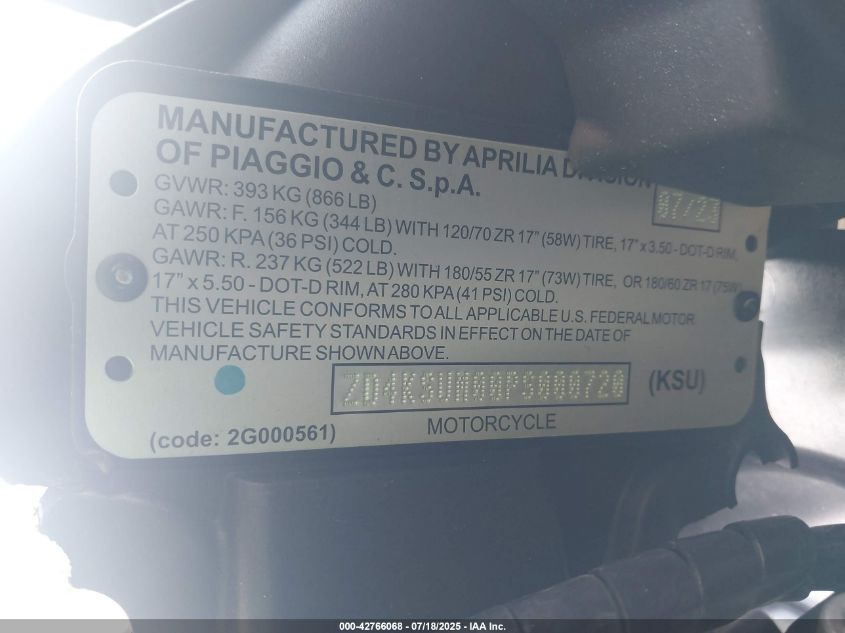 MANUFACTURED BY APRILIA DIVISION
OF PIAGGIO & C. S.p.A.
GVWR: 393 KG (866 LB)
GAWR: F. 156 KG (344 LB) WITH 120/70 ZR 17" (58W) TIRE, 17" x 3.50 - DOT-D RIM,
AT 250 KPA (36 PSI) COLD.
GAWR: R. 237 KG (522 LB) WITH 180/55 ZR 17" (73W) TIRE, OR 180/60 ZR 17 (75W)
17" x 5.50 - DOT-D RIM, AT 280 KPA (41 PSI) COLD.
THIS VEHICLE CONFORMS TO ALL APPLICABLE U.S. FEDERAL MOTOR
VEHICLE SAFETY STANDARDS IN EFFECT ON THE DATE OF
MANUFACTURE SHOWN ABOVE.
ZD4KSUM00PS000720 (KSU)
(code: 2G000561) MOTORCYCLE
000-42766068 - 07/18/2025 - IAA Inc.